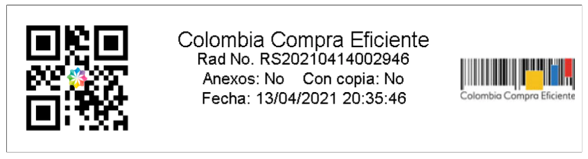 Colombia Compra Eficiente
Rad No. RS20210414002946
Anexos: No Con copia: No
Fecha: 13/04/2021 20:35:46
Colombia Compra Eficiente